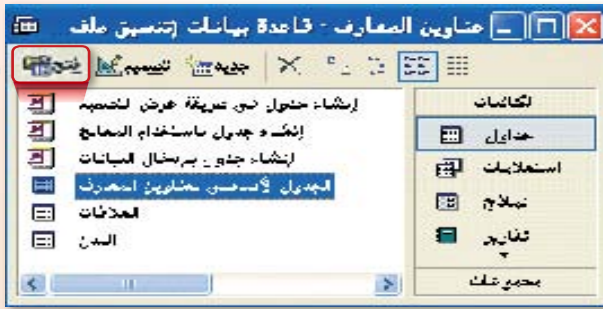 عناوين المعارف - قاعدة بيانات (تنسيق ملف
فتح تصميم جديد
الكائنات
جداول
استعلامات
نماذج
تقارير
مجموعات
إنشاء جدول في طريقة عرض التصميم
إنشاء جدول باستخدام المعالج
إنشاء جدول بإدخال البيانات
الجدول الأساسي لعناوين المعارف
العلاقات
المدن